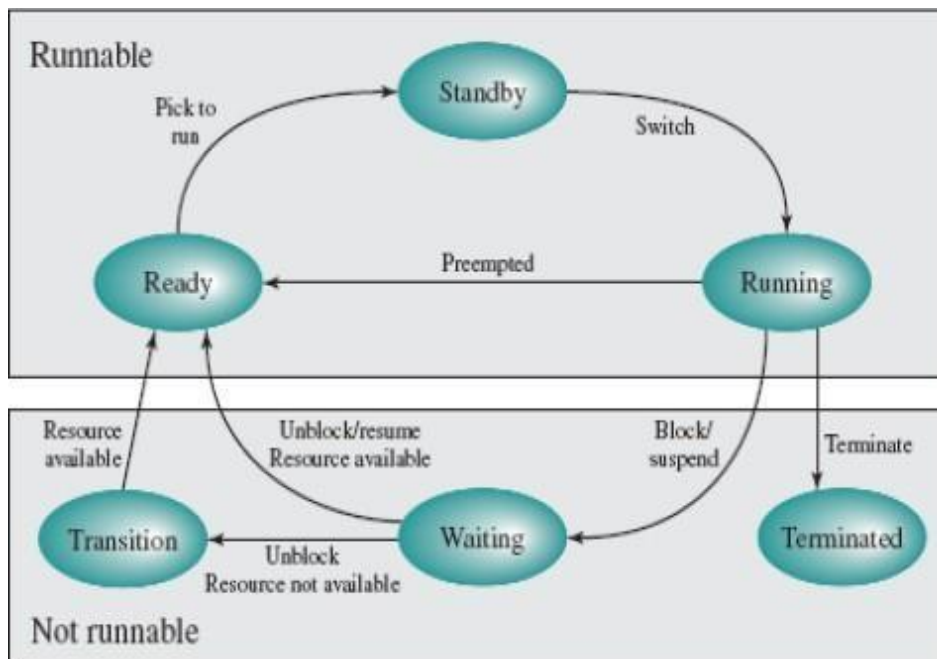 Runnable
Standby
Pick to
run
Switch
Ready
Preempted
Running
Resource
available
Unblock/resume
Resource available
Block/
suspend
Terminate
Transition
Unblock
Resource not available
Waiting
Terminated
Not runnable